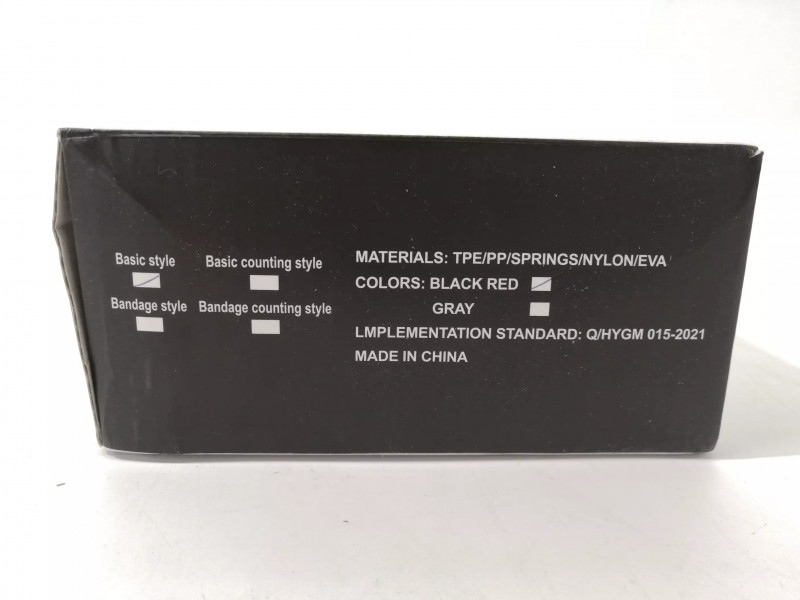 Basic style Basic counting style
Bandage style Bandage counting style
MATERIALS: TPE/PP/SPRINGS/NYLON/EVA
COLORS: BLACK RED
GRAY
LMPLEMENTATION STANDARD: Q/HYGM 015-2021
MADE IN CHINA